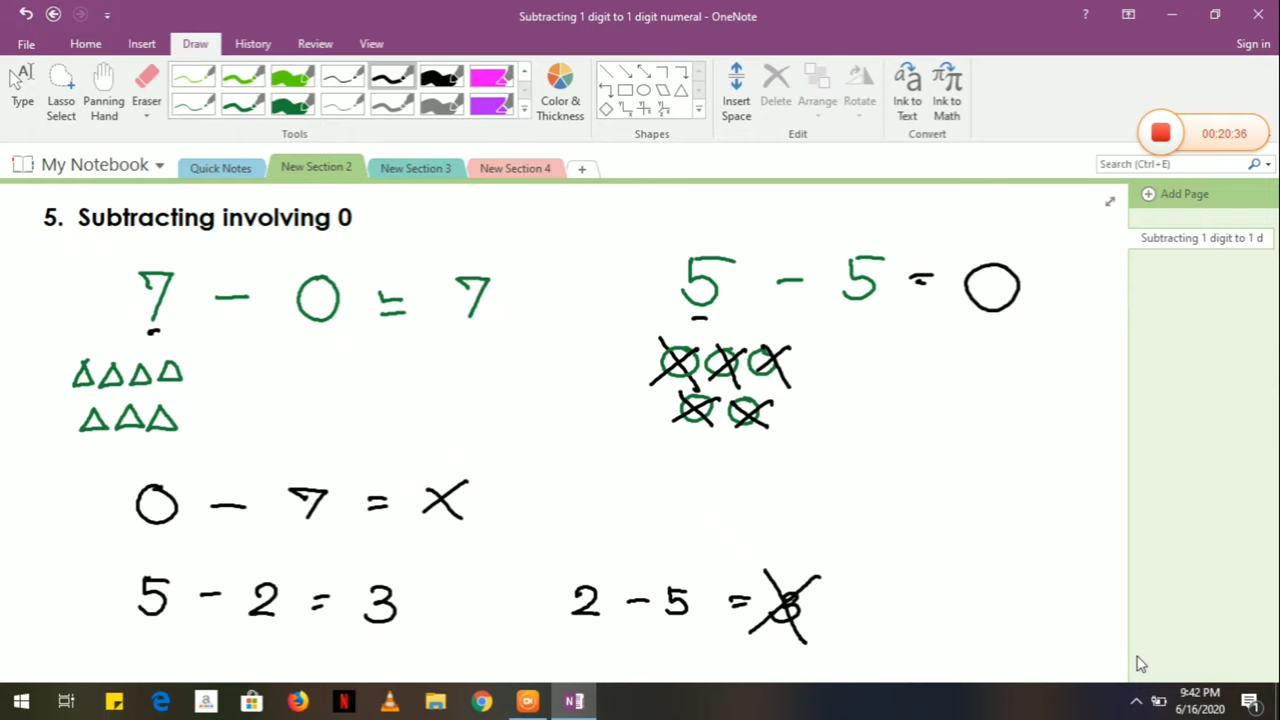 Subtracting 1 digit to 1 digit numeral - OneNote
?
File Home Insert Draw History Review View Sign in
Type Lasso Select Panning Hand Eraser Color & Thickness Insert Space Delete Arrange Rotate Ink to Text Ink to Math
Tools Shapes Edit Convert
00:20:36
My Notebook Quick Notes New Section 2 New Section 3 New Section 4 + Search (Ctrl+E)
Add Page
Subtracting 1 digit to 1 d
5. Subtracting involving 0
7 - 0 = 7
5 - 5 = 0
0 - 7 = X
5 - 2 = 3
2 - 5 =
9:42 PM
6/16/2020